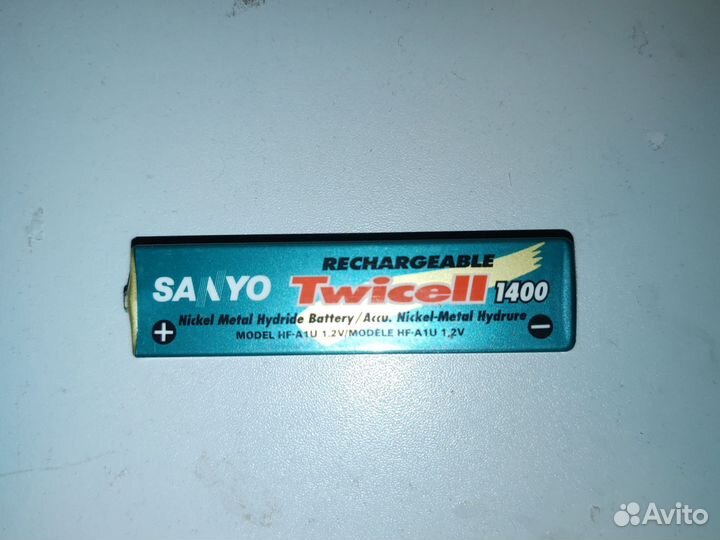 RECHARGEABLE
SANYO Twicell 1400
+ Nickel Metal Hydride Battery/Accu. Nickel-Metal Hydrure −
MODEL HF-A1U 1.2V/MODÈLE HF-A1U 1,2V
Avito